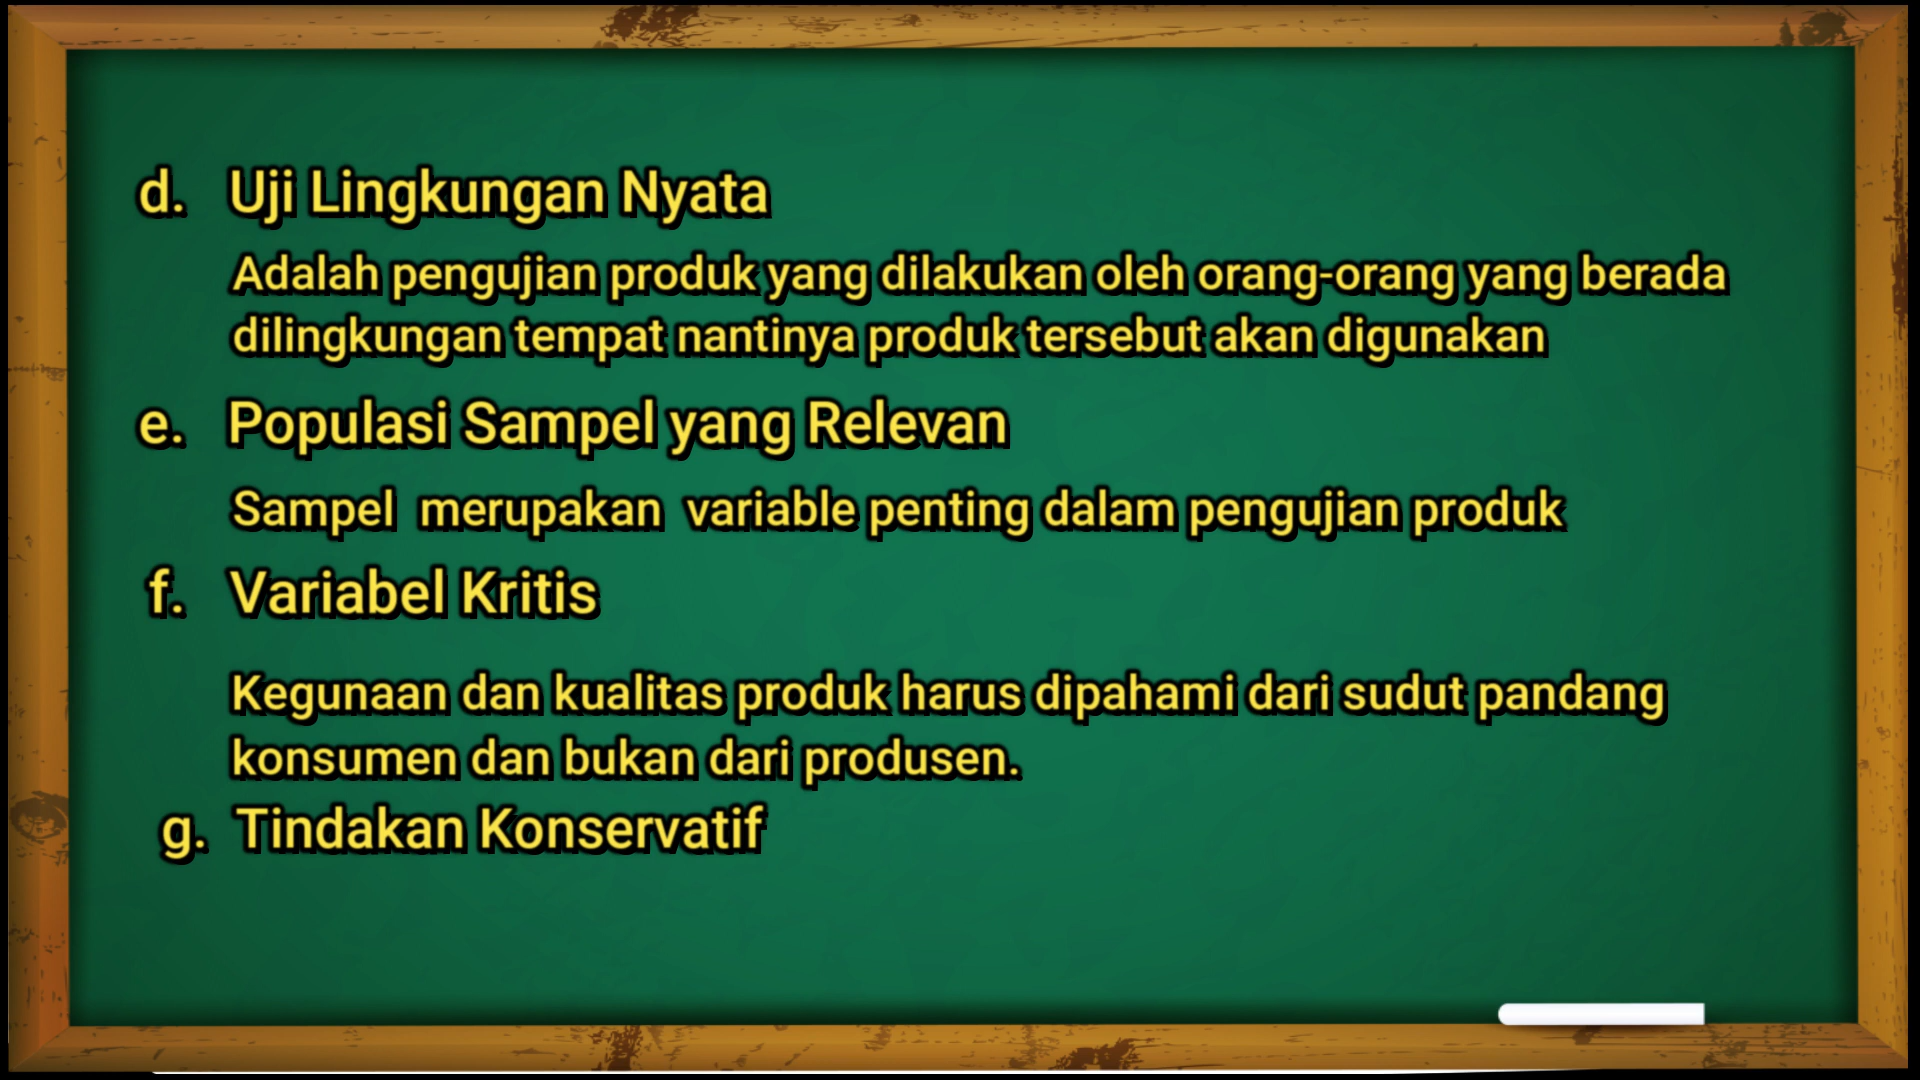 d. Uji Lingkungan Nyata
Adalah pengujian produk yang dilakukan oleh orang-orang yang berada
dilingkungan tempat nantinya produk tersebut akan digunakan
e. Populasi Sampel yang Relevan
Sampel merupakan variable penting dalam pengujian produk
f. Variabel Kritis
Kegunaan dan kualitas produk harus dipahami dari sudut pandang
konsumen dan bukan dari produsen.
g. Tindakan Konservatif